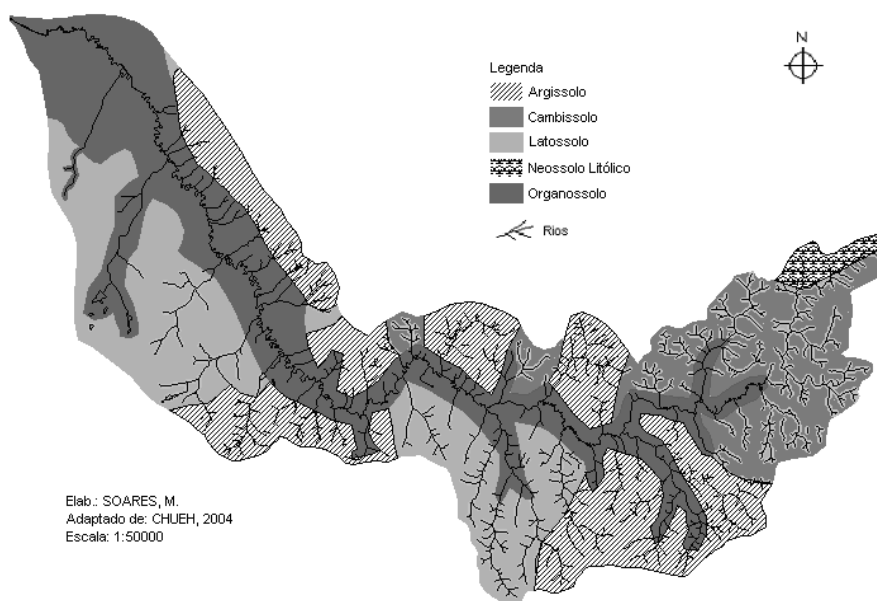 N
Legenda
Argissolo
Cambissolo
Latossolo
Neossolo Litólico
Organossolo
Rios
Elab.: SOARES, M.
Adaptado de: CHUEH, 2004
Escala: 1:50000